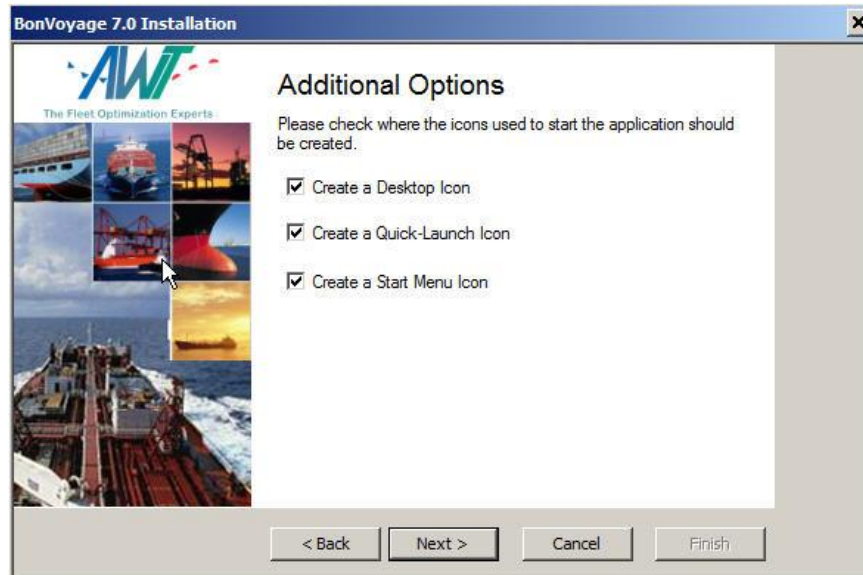 BonVoyage 7.0 Installation
AWT
The Fleet Optimization Experts
Additional Options
Please check where the icons used to start the application should
be created.
Create a Desktop Icon
Create a Quick-Launch Icon
Create a Start Menu Icon
< Back
Next >
Cancel
Finish